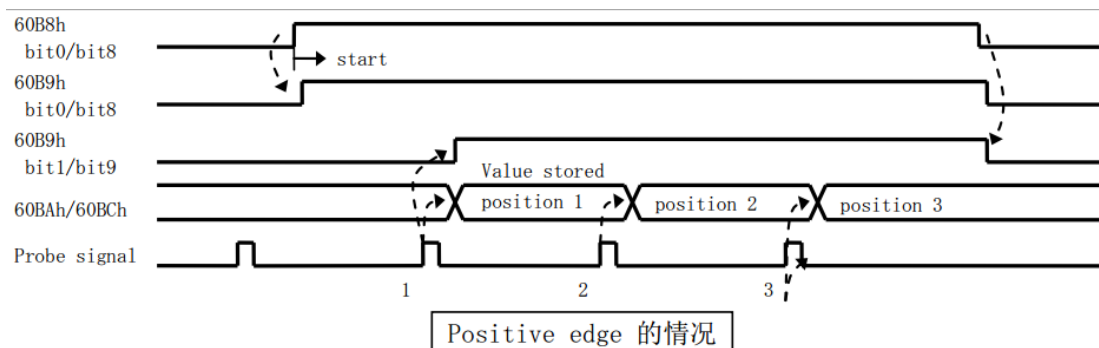 60B8h
bit0/bit8
start
60B9h
bit0/bit8
60B9h
bit1/bit9
Value stored
60BAh/60BCh
position 1
position 2
position 3
Probe signal
1
2
3
Positive edge 的情况